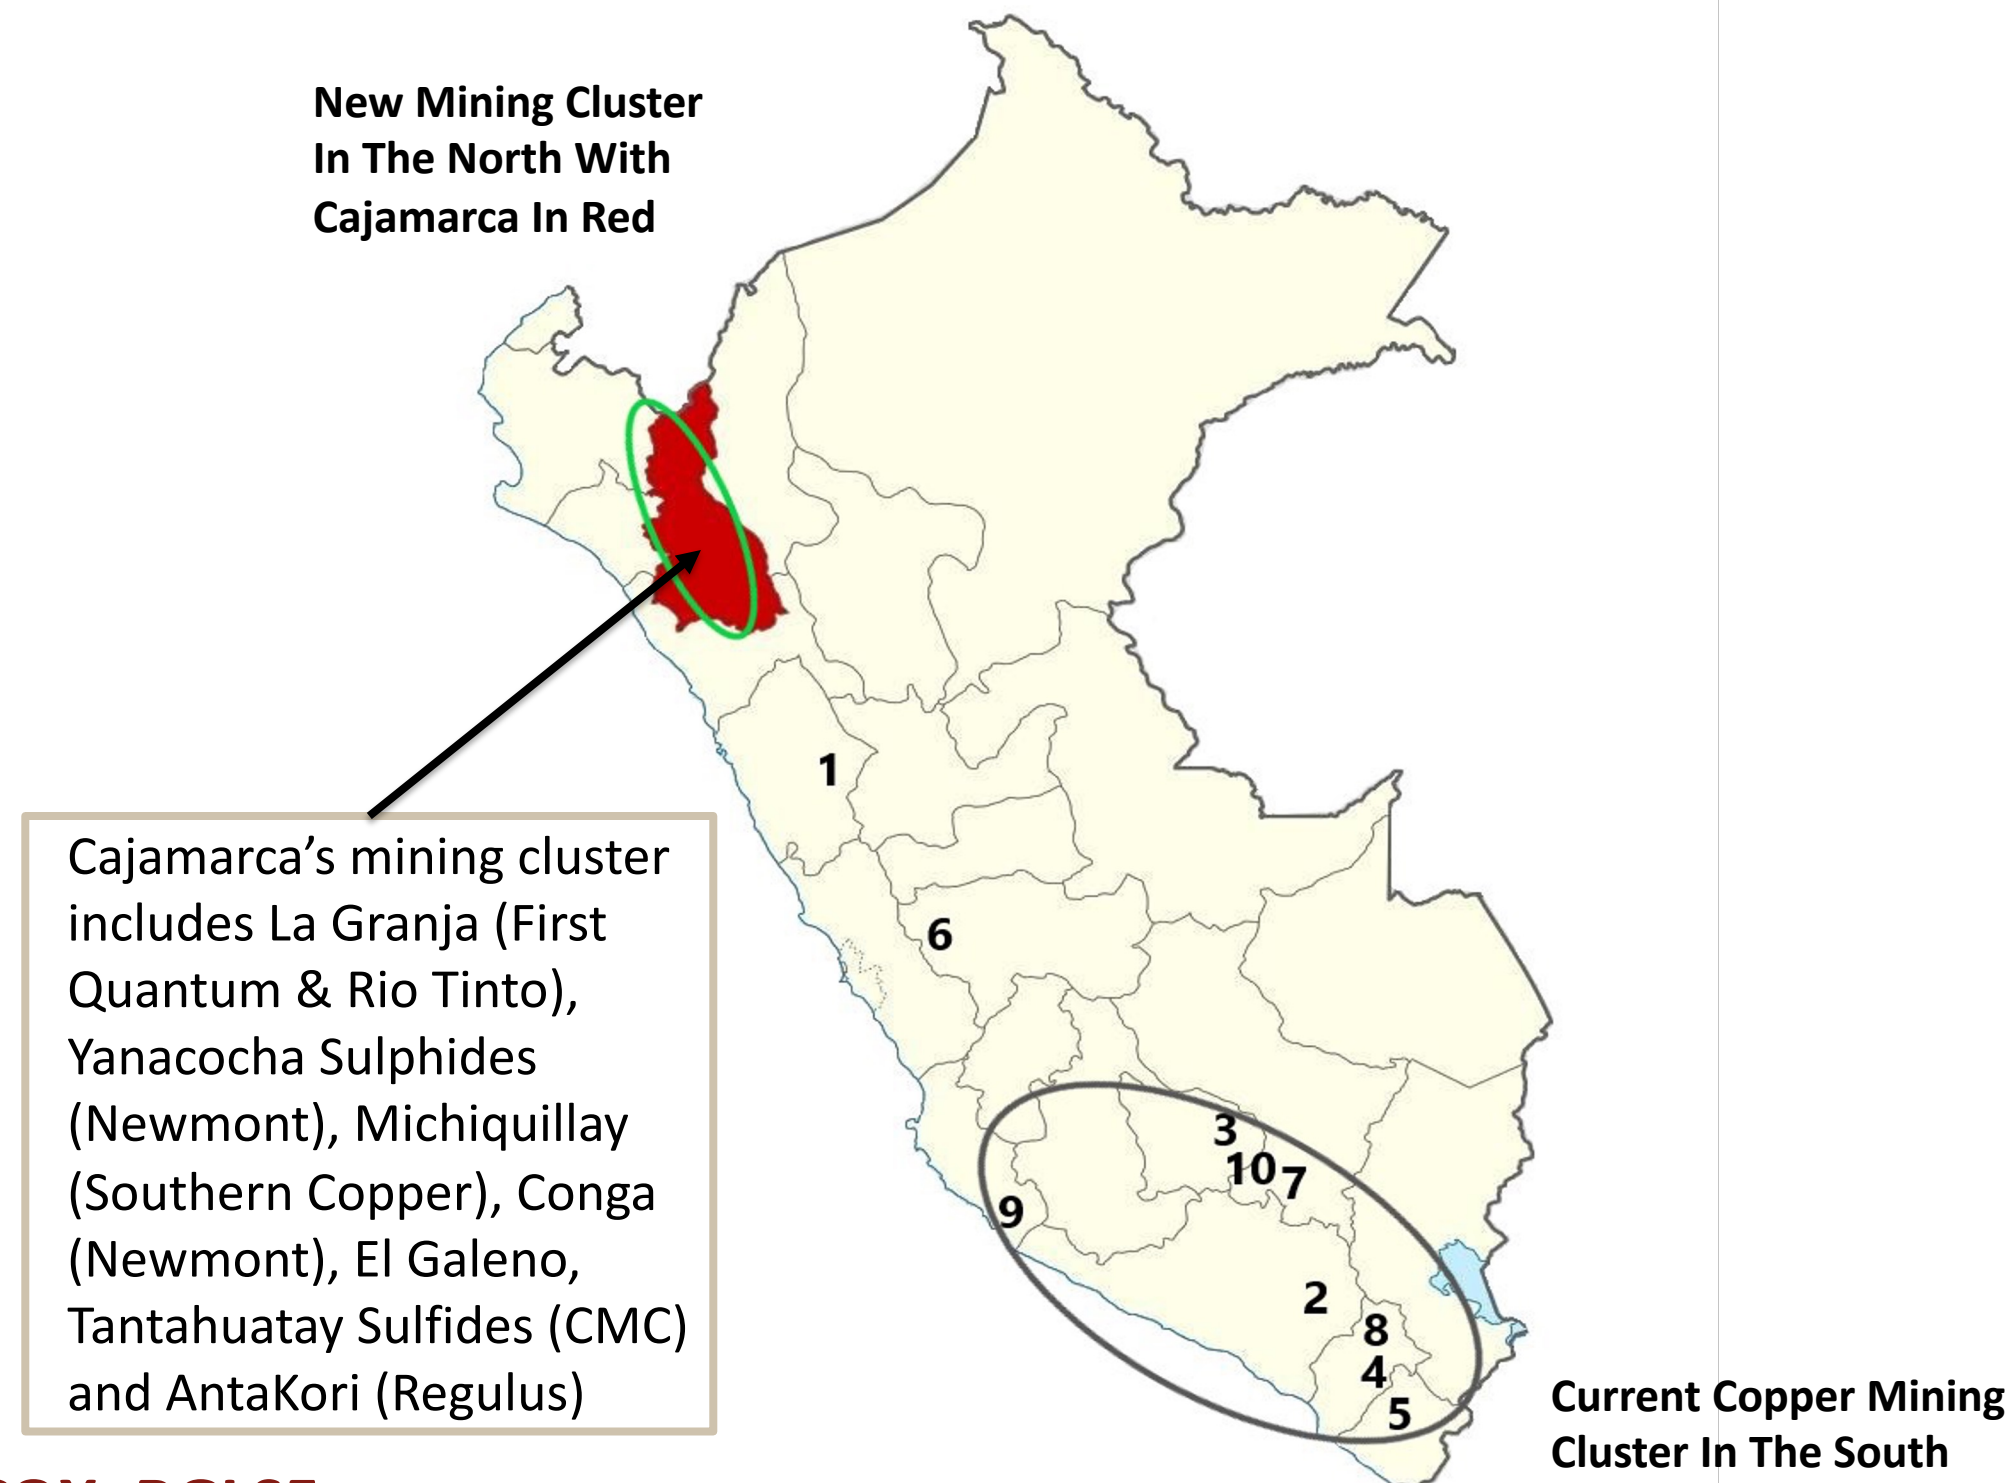 New Mining Cluster
In The North With
Cajamarca In Red
1
Cajamarca’s mining cluster
includes La Granja (First
Quantum & Rio Tinto),
Yanacocha Sulphides
(Newmont), Michiquillay
(Southern Copper), Conga
(Newmont), El Galeno,
Tantahuatay Sulfides (CMC)
and AntaKori (Regulus)
6
3
10
7
9
2
8
4
5
Current Copper Mining
Cluster In The South